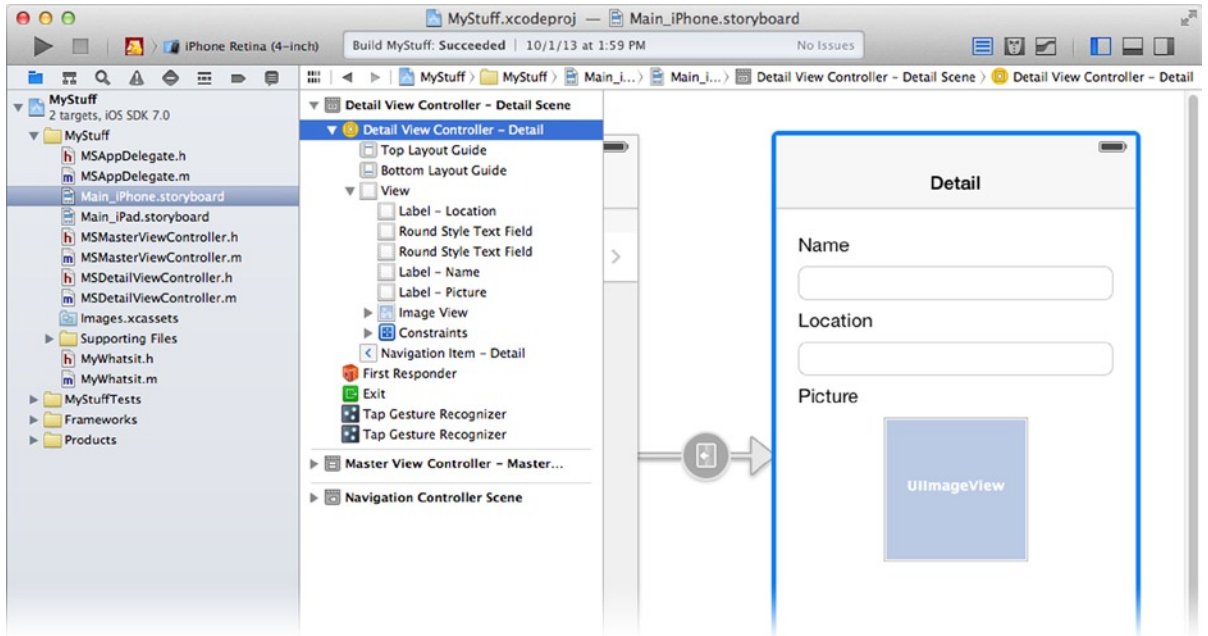 MyStuff.xcodeproj — Main_iPhone.storyboard
iPhone Retina (4-inch)
Build MyStuff: Succeeded | 10/1/13 at 1:59 PM
No Issues
MyStuff
2 targets, iOS SDK 7.0
MyStuff
h MSAppDelegate.h
m MSAppDelegate.m
Main_iPhone.storyboard
Main_iPad.storyboard
h MSMasterViewController.h
m MSMasterViewController.m
h MSDetailViewController.h
m MSDetailViewController.m
Images.xcassets
Supporting Files
h MyWhatsit.h
m MyWhatsit.m
MyStuffTests
Frameworks
Products
MyStuff MyStuff Main_i... Main_i... Detail View Controller – Detail Scene Detail View Controller – Detail
Detail View Controller – Detail Scene
Detail View Controller – Detail
Top Layout Guide
Bottom Layout Guide
View
Label – Location
Round Style Text Field
Round Style Text Field
Label – Name
Label – Picture
Image View
Constraints
Navigation Item – Detail
First Responder
Exit
Tap Gesture Recognizer
Tap Gesture Recognizer
Master View Controller – Master...
Navigation Controller Scene
Detail
Name
Location
Picture
UIImageView